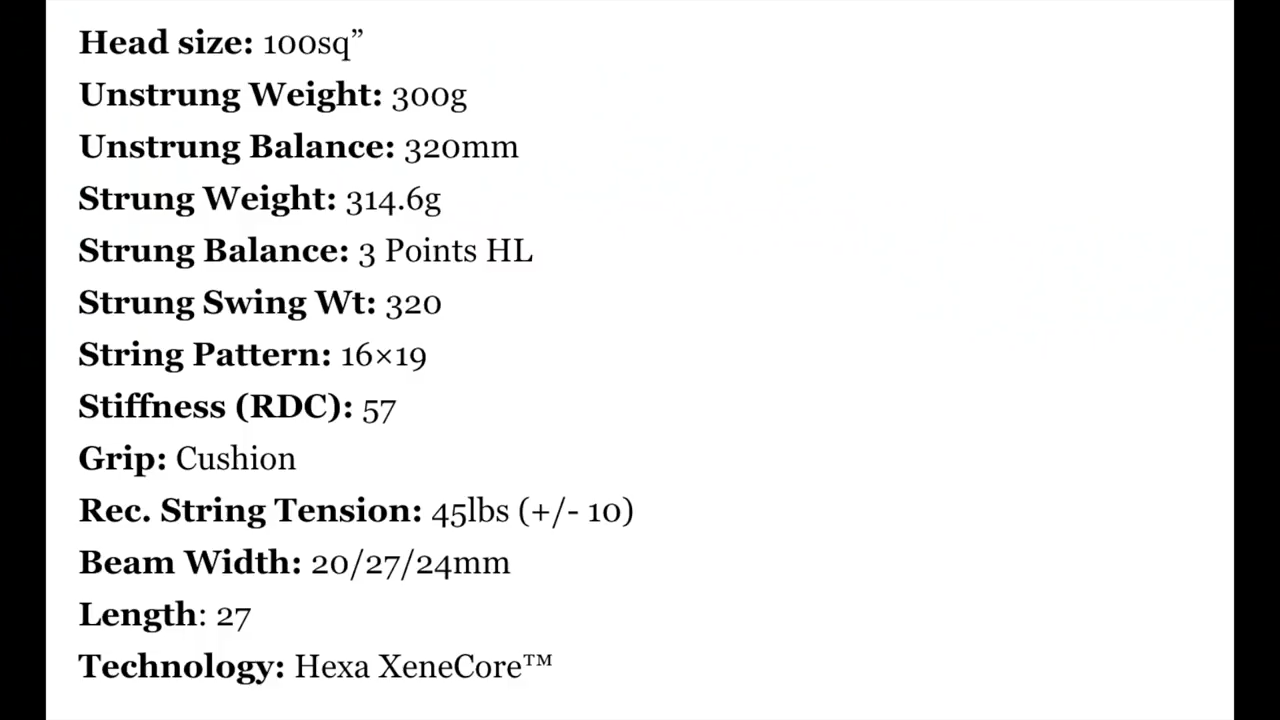 Head size: 100sq”
Unstrung Weight: 300g
Unstrung Balance: 320mm
Strung Weight: 314.6g
Strung Balance: 3 Points HL
Strung Swing Wt: 320
String Pattern: 16×19
Stiffness (RDC): 57
Grip: Cushion
Rec. String Tension: 45lbs (+/- 10)
Beam Width: 20/27/24mm
Length: 27
Technology: Hexa XeneCore™